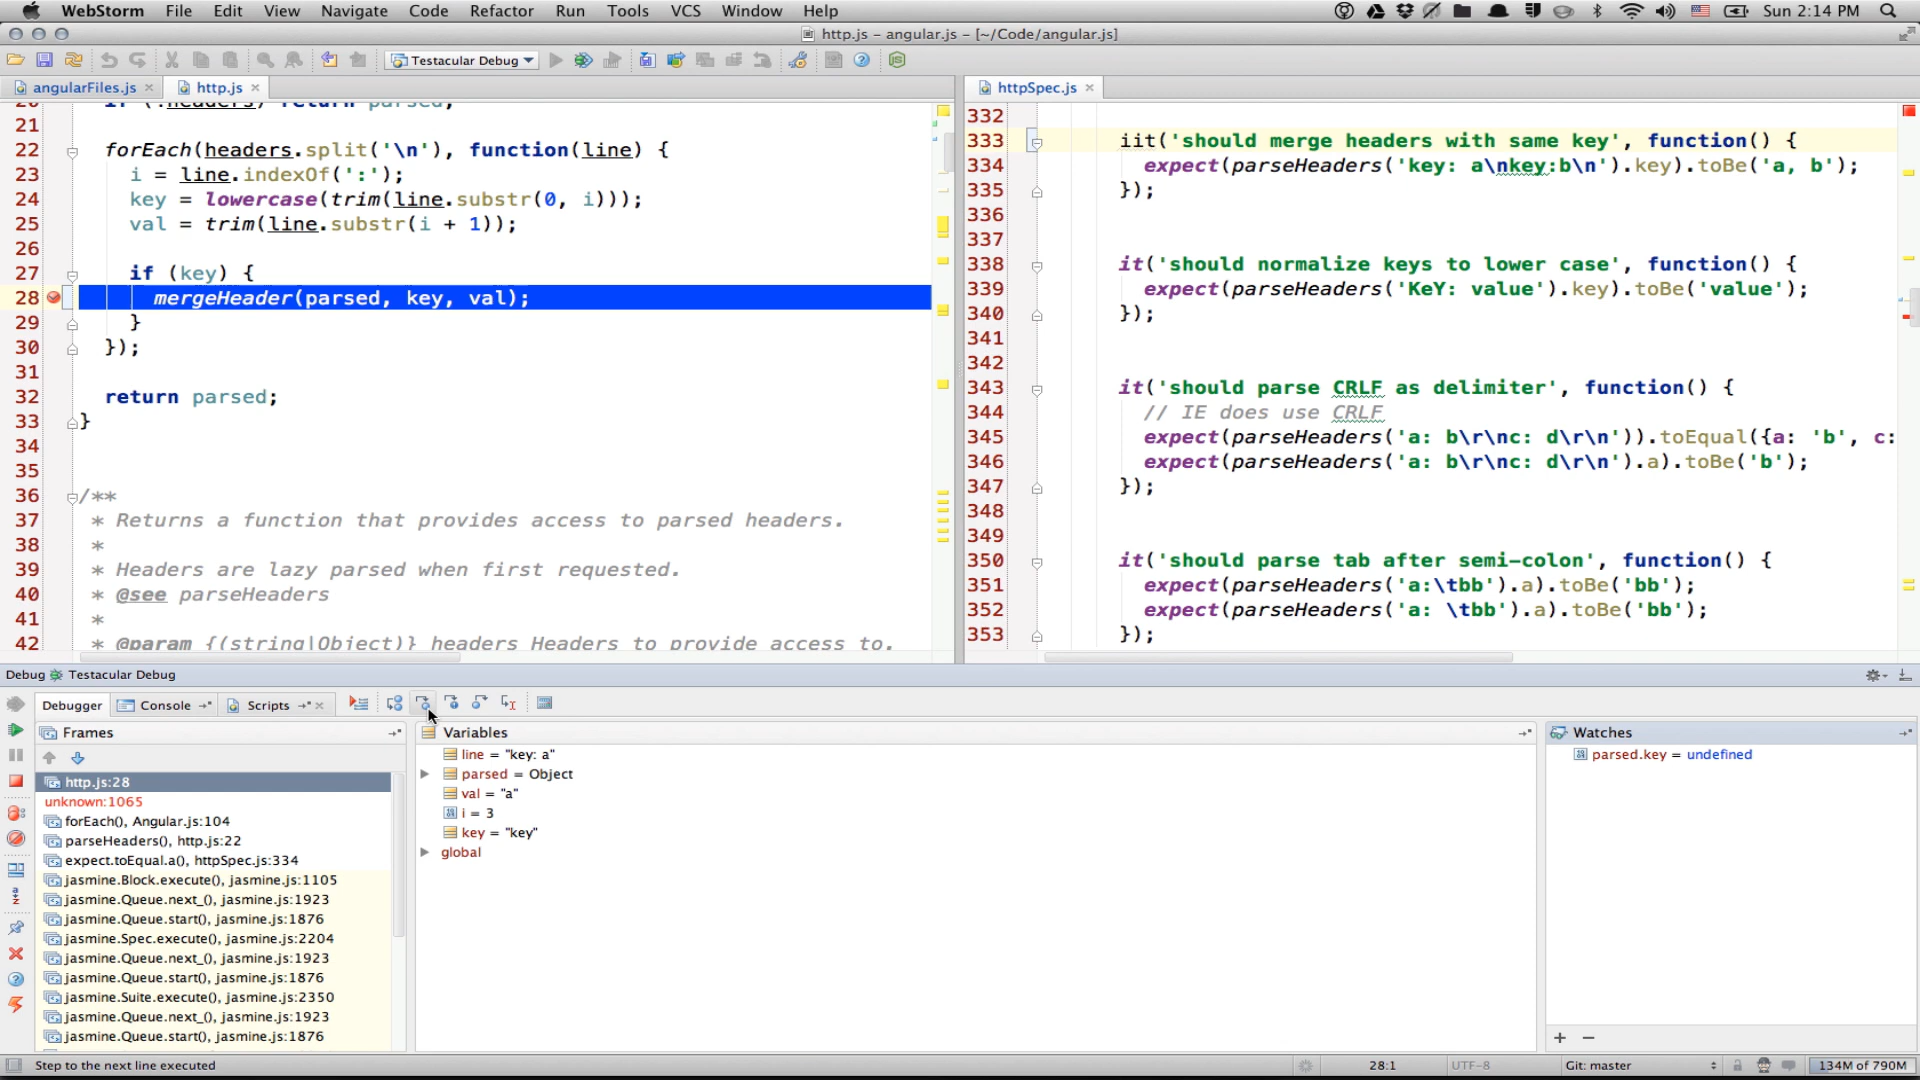 WebStorm File Edit View Navigate Code Refactor Run Tools VCS Window Help Sun 2:14 PM
http.js – angular.js – [~/Code/angular.js]
Testacular Debug
angularFiles.js http.js httpSpec.js
20 if (!headers) return parsed;
21
22 forEach(headers.split('\n'), function(line) {
23 i = line.indexOf(':');
24 key = lowercase(trim(line.substr(0, i)));
25 val = trim(line.substr(i + 1));
26
27 if (key) {
28 mergeHeader(parsed, key, val);
29 }
30 });
31
32 return parsed;
33 }
34
35
36 /**
37 * Returns a function that provides access to parsed headers.
38 *
39 * Headers are lazy parsed when first requested.
40 * @see parseHeaders
41 *
42 * @param {(string|Object)} headers Headers to provide access to.
332
333 iit('should merge headers with same key', function() {
334 expect(parseHeaders('key: a\nkey:b\n').key).toBe('a, b');
335 });
336
337
338 it('should normalize keys to lower case', function() {
339 expect(parseHeaders('KeY: value').key).toBe('value');
340 });
341
342
343 it('should parse CRLF as delimiter', function() {
344 // IE does use CRLF
345 expect(parseHeaders('a: b\r\nc: d\r\n')).toEqual({a: 'b', c:
346 expect(parseHeaders('a: b\r\nc: d\r\n').a).toBe('b');
347 });
348
349
350 it('should parse tab after semi-colon', function() {
351 expect(parseHeaders('a:\tbb').a).toBe('bb');
352 expect(parseHeaders('a: \tbb').a).toBe('bb');
353 });
Debug Testacular Debug
Debugger Console Scripts
Frames
http.js:28
unknown:1065
forEach(), Angular.js:104
parseHeaders(), http.js:22
expect.toEqual.a(), httpSpec.js:334
jasmine.Block.execute(), jasmine.js:1105
jasmine.Queue.next_(), jasmine.js:1923
jasmine.Queue.start(), jasmine.js:1876
jasmine.Spec.execute(), jasmine.js:2204
jasmine.Queue.next_(), jasmine.js:1923
jasmine.Queue.start(), jasmine.js:1876
jasmine.Suite.execute(), jasmine.js:2350
jasmine.Queue.next_(), jasmine.js:1923
jasmine.Queue.start(), jasmine.js:1876
Variables
line = "key: a"
parsed = Object
val = "a"
i = 3
key = "key"
global
Watches
parsed.key = undefined
Step to the next line executed 28:1 UTF-8 Git: master 134M of 790M